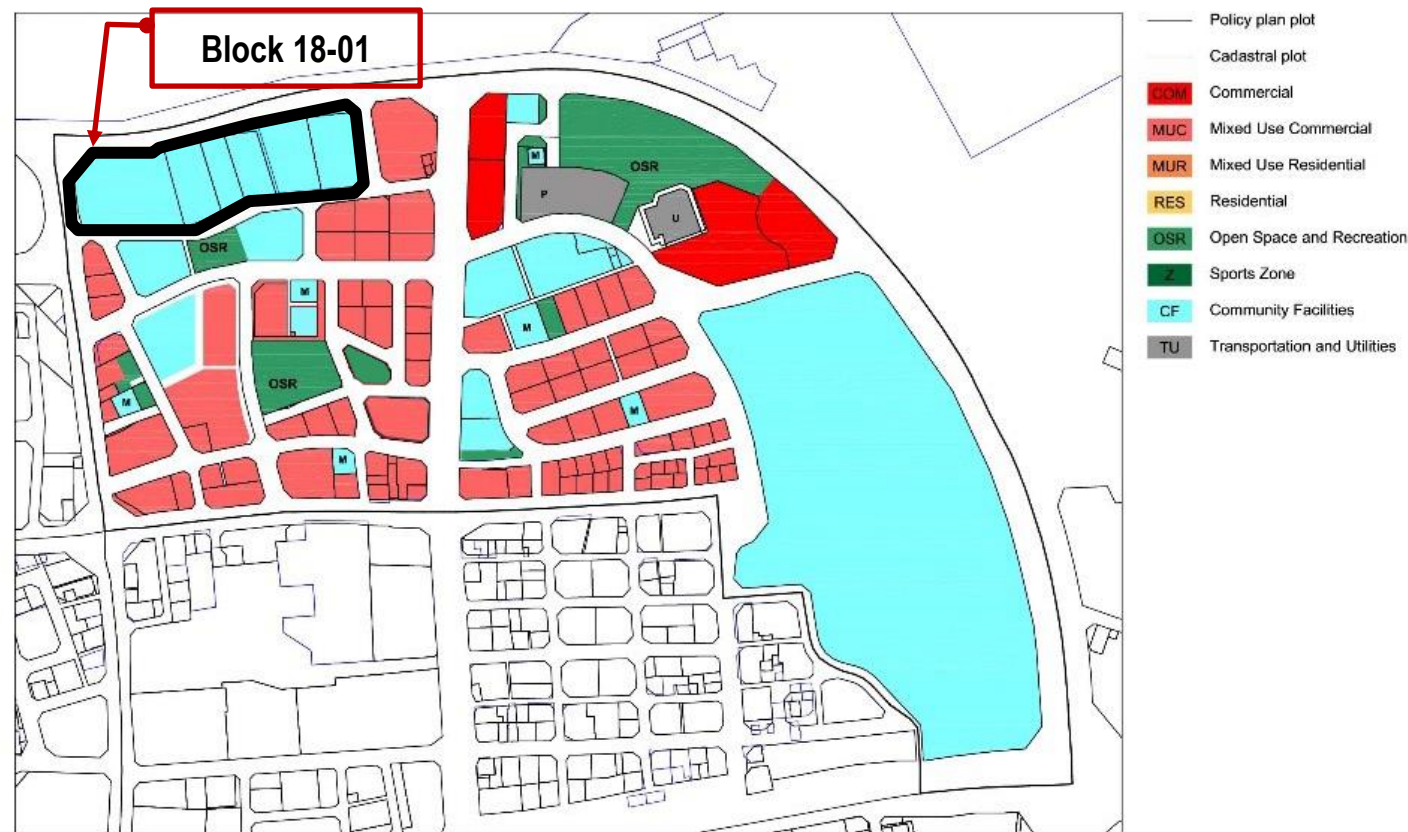 Block 18-01
Policy plan plot
Cadastral plot
COM Commercial
MUC Mixed Use Commercial
MUR Mixed Use Residential
RES Residential
OSR Open Space and Recreation
Z Sports Zone
CF Community Facilities
TU Transportation and Utilities
M
OSR
P
U
OSR
M
M
OSR
M
M
M